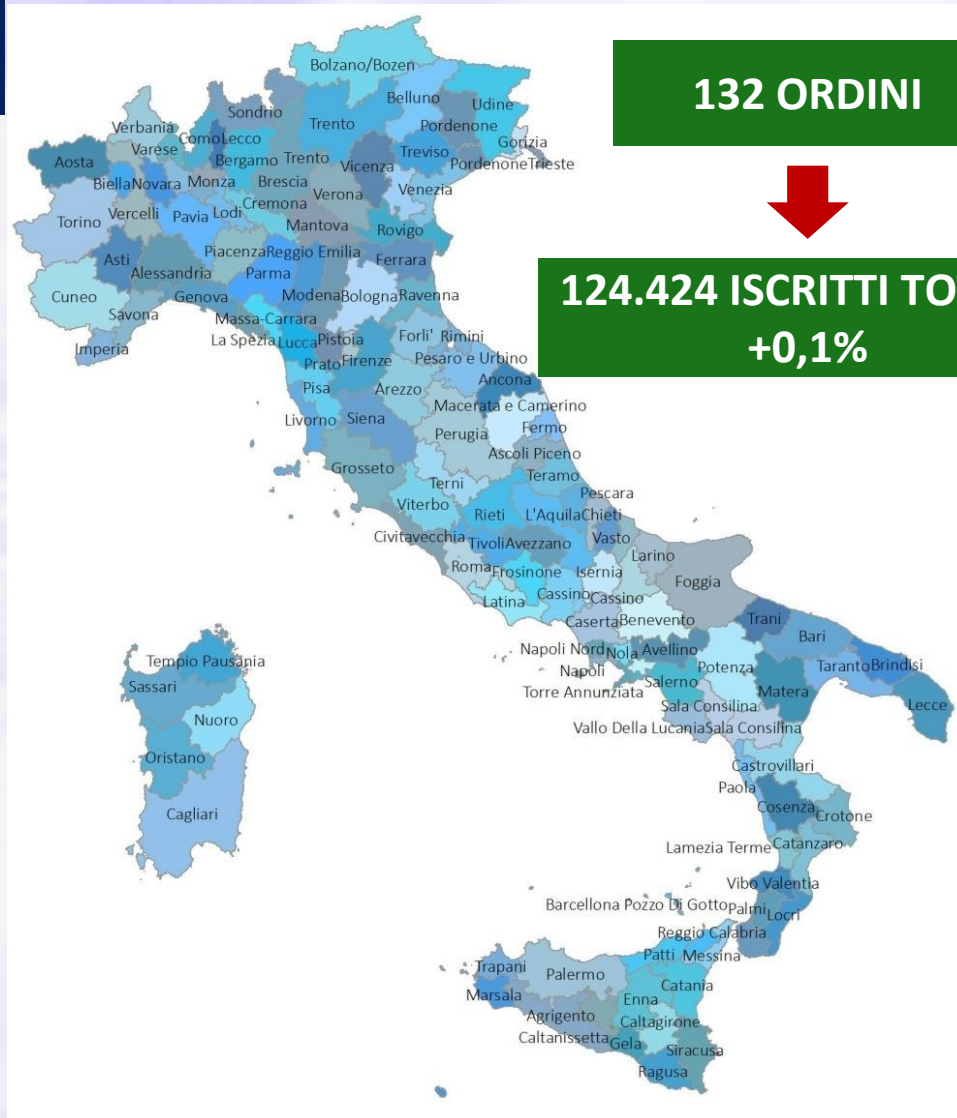 132 ORDINI
124.424 ISCRITTI TO
+0,1%
Bolzano/Bozen
Belluno
Udine
Sondrio
Trento
Pordenone
Verbania
Gorizia
Varese
Como
Lecco
Treviso
Aosta
Bergamo
Trento
Vicenza
Pordenone
Trieste
Biella
Novara
Monza
Brescia
Verona
Venezia
Torino
Vercelli
Pavia
Lodi
Cremona
Mantova
Rovigo
Asti
Piacenza
Reggio Emilia
Ferrara
Alessandria
Parma
Cuneo
Genova
Modena
Bologna
Ravenna
Savona
Massa-Carrara
Imperia
La Spezia
Lucca
Pistoia
Forli'
Rimini
Prato
Firenze
Pesaro e Urbino
Pisa
Arezzo
Ancona
Macerata e Camerino
Livorno
Siena
Perugia
Fermo
Ascoli Piceno
Grosseto
Terni
Teramo
Viterbo
Rieti
Pescara
L'Aquila
Chieti
Civitavecchia
Tivoli
Avezzano
Vasto
Larino
Roma
Frosinone
Isernia
Foggia
Latina
Cassino
Cassino
Caserta
Benevento
Trani
Bari
Napoli Nord
Nola
Avellino
Napoli
Potenza
Taranto
Brindisi
Torre Annunziata
Salerno
Matera
Lecce
Sala Consilina
Vallo Della Lucania
Sala Consilina
Tempio Pausania
Sassari
Nuoro
Oristano
Cagliari
Castrovillari
Paola
Cosenza
Crotone
Lamezia Terme
Catanzaro
Vibo Valentia
Barcellona Pozzo Di Gotto
Palmi
Locri
Reggio Calabria
Patti
Messina
Trapani
Palermo
Marsala
Catania
Enna
Agrigento
Caltagirone
Caltanissetta
Gela
Siracusa
Ragusa